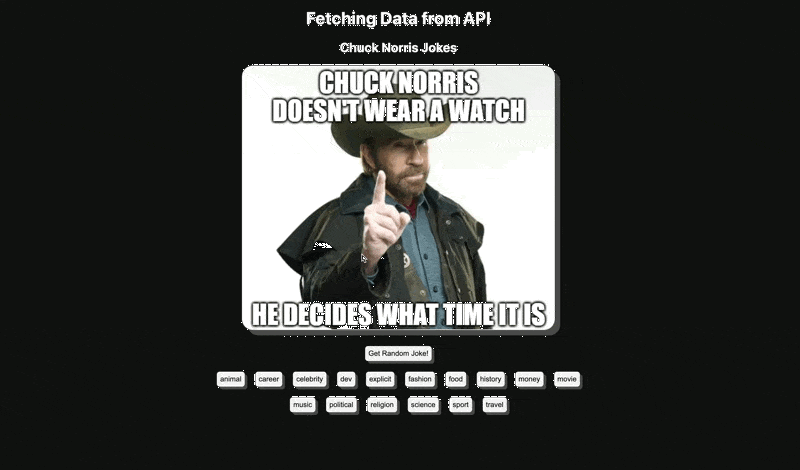 Fetching Data from API
Chuck Norris Jokes
CHUCK NORRIS
DOESN'T WEAR A WATCH
HE DECIDES WHAT TIME IT IS
Get Random Joke!
animal career celebrity dev explicit fashion food history money movie
music political religion science sport travel